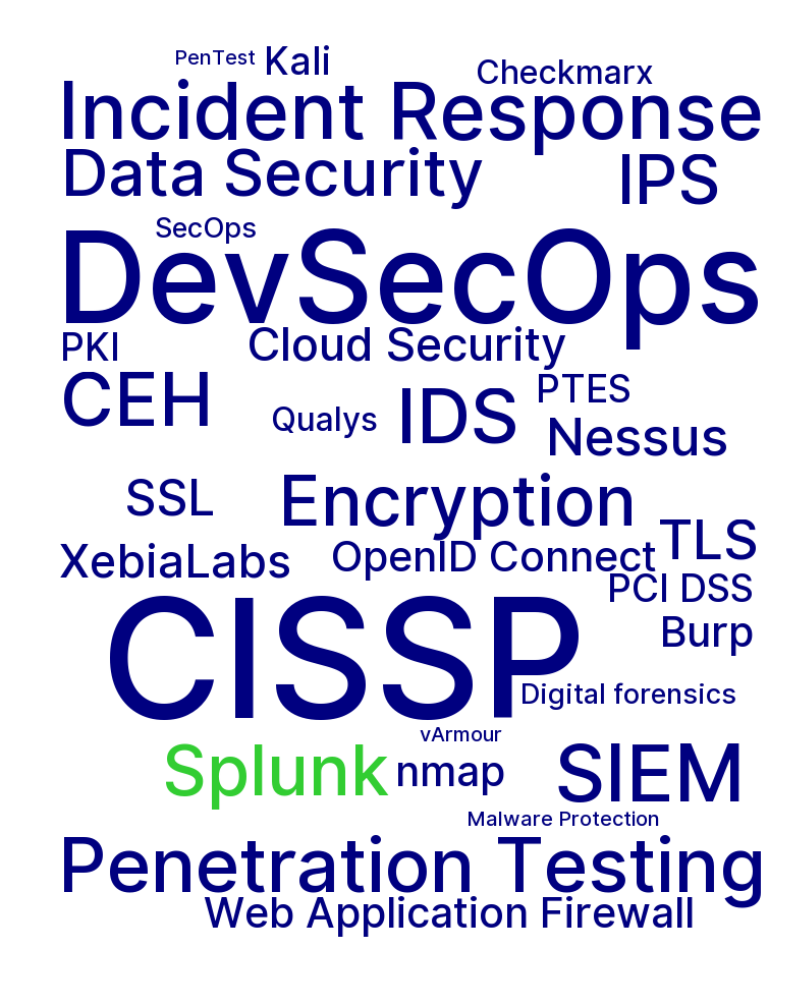 PenTest Kali
Checkmarx
Incident Response
Data Security IPS
SecOps
DevSecOps
PKI Cloud Security
CEH Qualys IDS PTES
Nessus
SSL Encryption
TLS
XebiaLabs OpenID Connect
PCI DSS
CISSP Burp
Digital forensics
vArmour
Splunk nmap SIEM
Malware Protection
Penetration Testing
Web Application Firewall